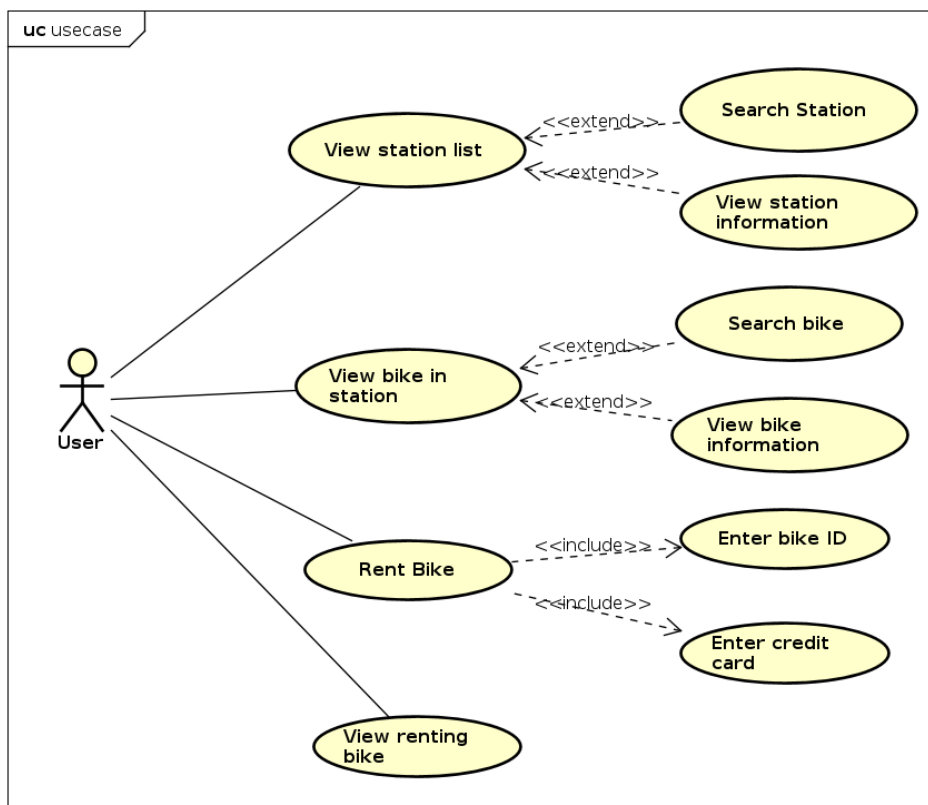 uc usecase
Search Station
<<extend>>
View station list
<<extend>>
View station
information
Search bike
<<extend>>
View bike in
station
<<extend>>
View bike
information
User
Enter bike ID
<<include>>
Rent Bike
<<include>>
Enter credit
card
View renting
bike